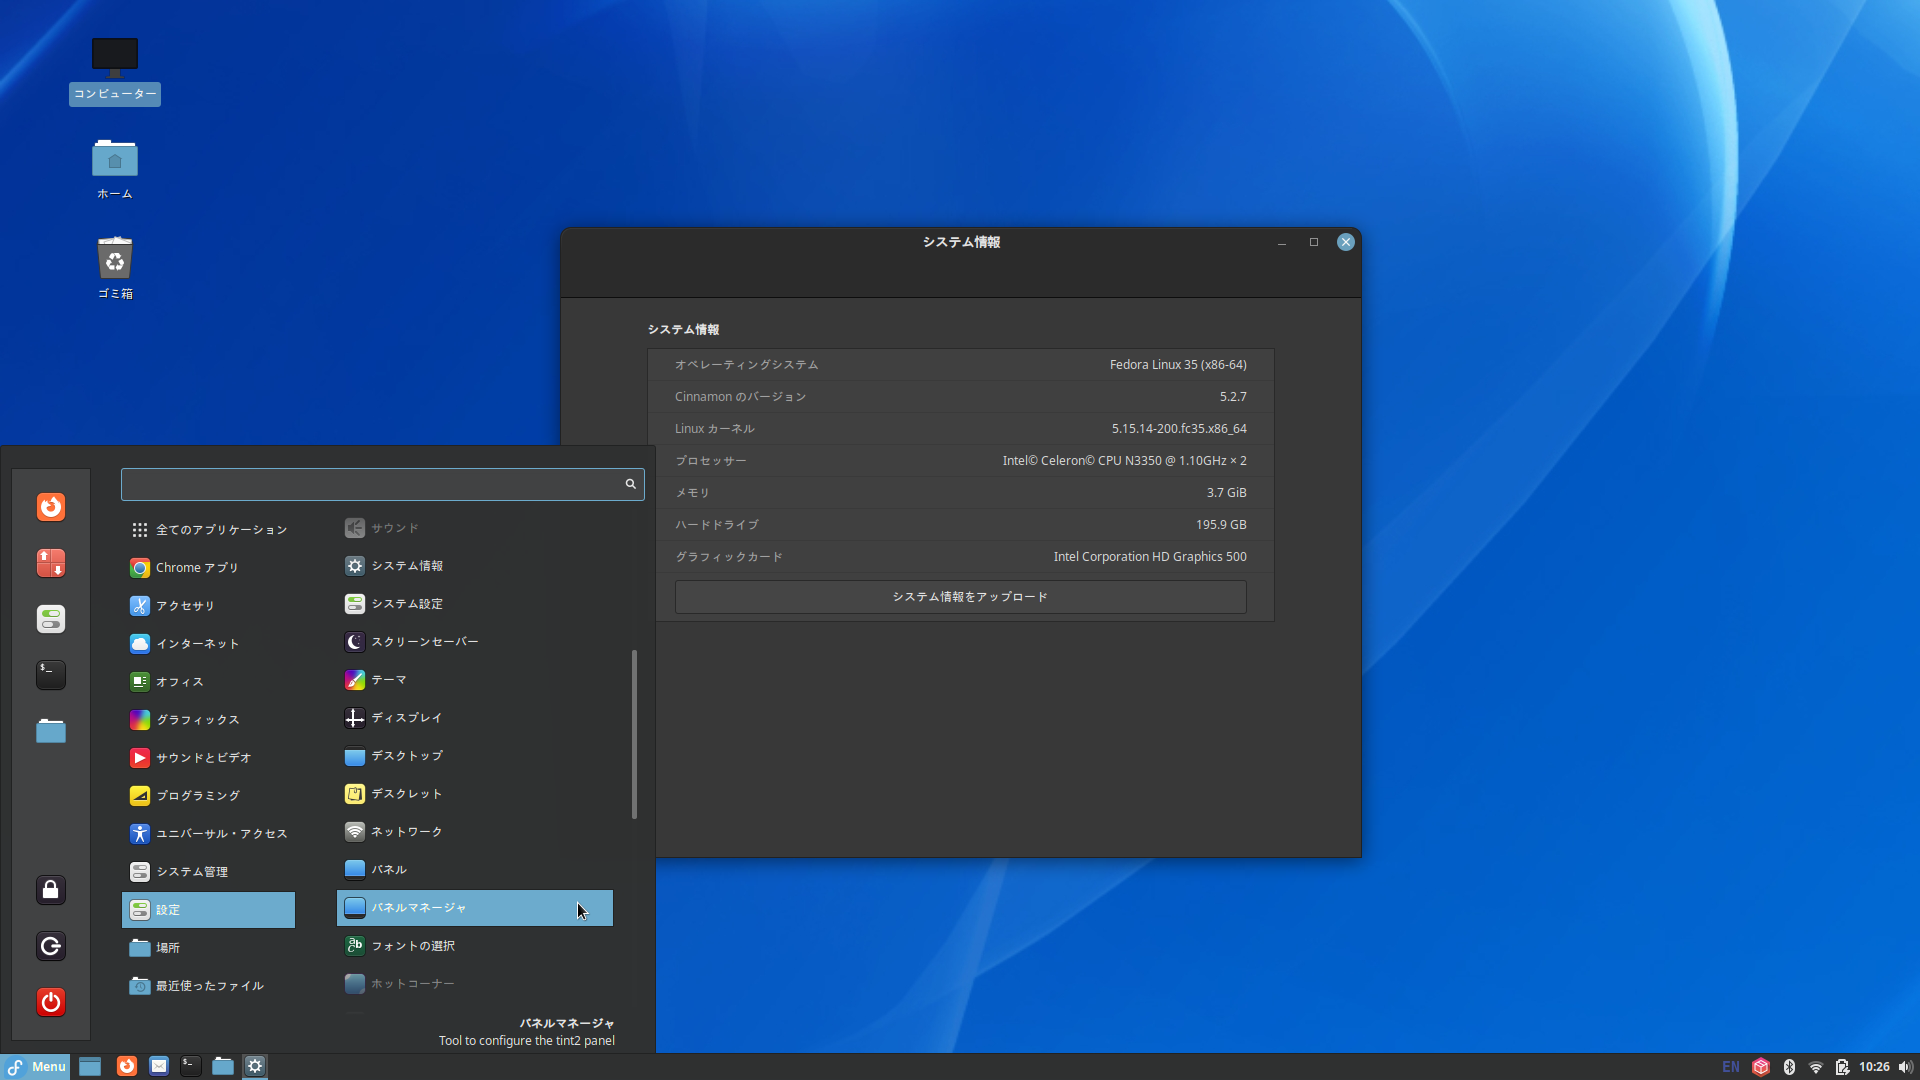 コンピューター
ホーム
ゴミ箱
システム情報
システム情報
オペレーティングシステム Fedora Linux 35 (x86-64)
Cinnamon のバージョン 5.2.7
Linux カーネル 5.15.14-200.fc35.x86_64
プロセッサー Intel© Celeron© CPU N3350 @ 1.10GHz × 2
メモリ 3.7 GiB
ハードドライブ 195.9 GB
グラフィックカード Intel Corporation HD Graphics 500
システム情報をアップロード
全てのアプリケーション
Chrome アプリ
アクセサリ
インターネット
オフィス
グラフィックス
サウンドとビデオ
プログラミング
ユニバーサル・アクセス
システム管理
設定
場所
最近使ったファイル
サウンド
システム情報
システム設定
スクリーンセーバー
テーマ
ディスプレイ
デスクトップ
デスクレット
ネットワーク
パネル
パネルマネージャ
フォントの選択
ホットコーナー
パネルマネージャ
Tool to configure the tint2 panel
Menu
EN
10:26